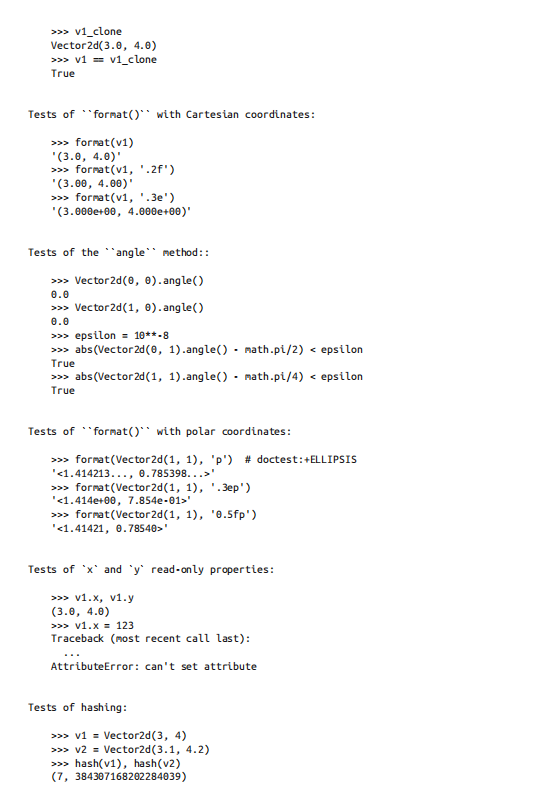 >>> v1_clone
Vector2d(3.0, 4.0)
>>> v1 == v1_clone
True
Tests of ``format()`` with Cartesian coordinates:
>>> format(v1)
'(3.0, 4.0)'
>>> format(v1, '.2f')
'(3.00, 4.00)'
>>> format(v1, '.3e')
'(3.000e+00, 4.000e+00)'
Tests of the ``angle`` method::
>>> Vector2d(0, 0).angle()
0.0
>>> Vector2d(1, 0).angle()
0.0
>>> epsilon = 10**-8
>>> abs(Vector2d(0, 1).angle() - math.pi/2) < epsilon
True
>>> abs(Vector2d(1, 1).angle() - math.pi/4) < epsilon
True
Tests of ``format()`` with polar coordinates:
>>> format(Vector2d(1, 1), 'p')  # doctest:+ELLIPSIS
'<1.414213..., 0.785398...>'
>>> format(Vector2d(1, 1), '.3ep')
'<1.414e+00, 7.854e-01>'
>>> format(Vector2d(1, 1), '0.5fp')
'<1.41421, 0.78540>'
Tests of `x` and `y` read-only properties:
>>> v1.x, v1.y
(3.0, 4.0)
>>> v1.x = 123
Traceback (most recent call last):
...
AttributeError: can't set attribute
Tests of hashing:
>>> v1 = Vector2d(3, 4)
>>> v2 = Vector2d(3.1, 4.2)
>>> hash(v1), hash(v2)
(7, 384307168202284039)